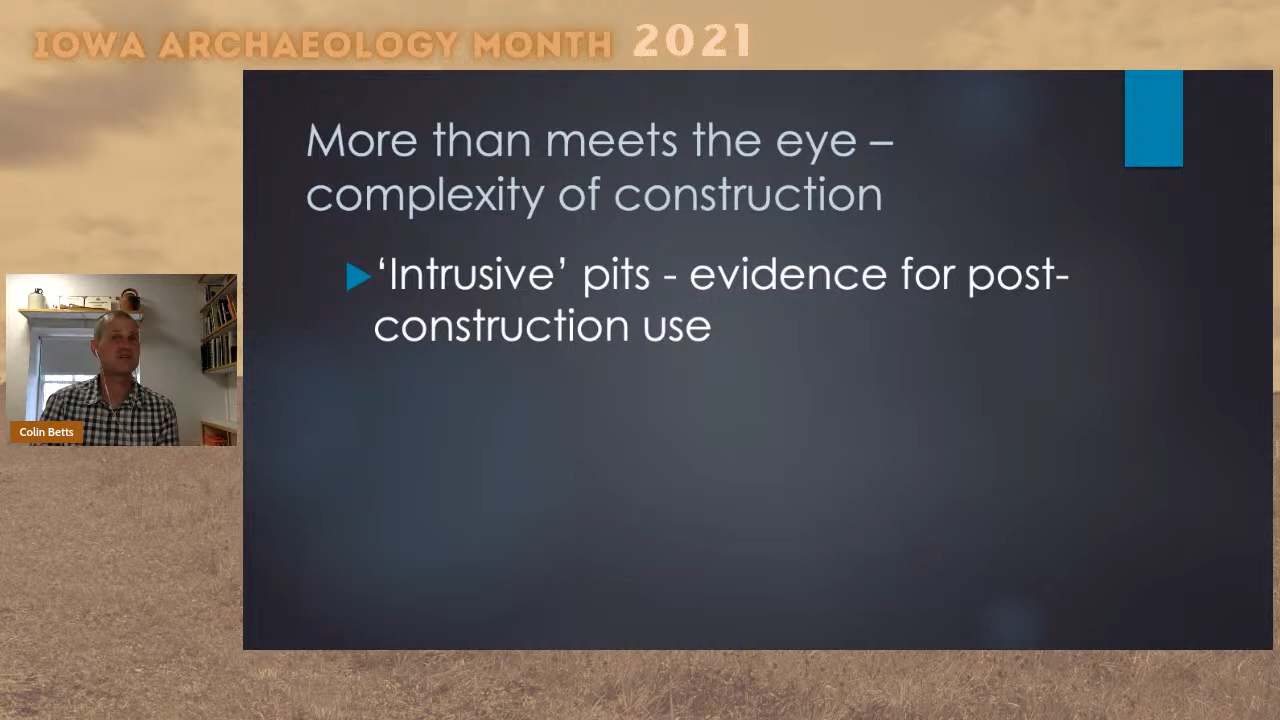 IOWA ARCHAEOLOGY MONTH 2021
More than meets the eye –
complexity of construction
‘Intrusive’ pits - evidence for post-
construction use
Colin Betts